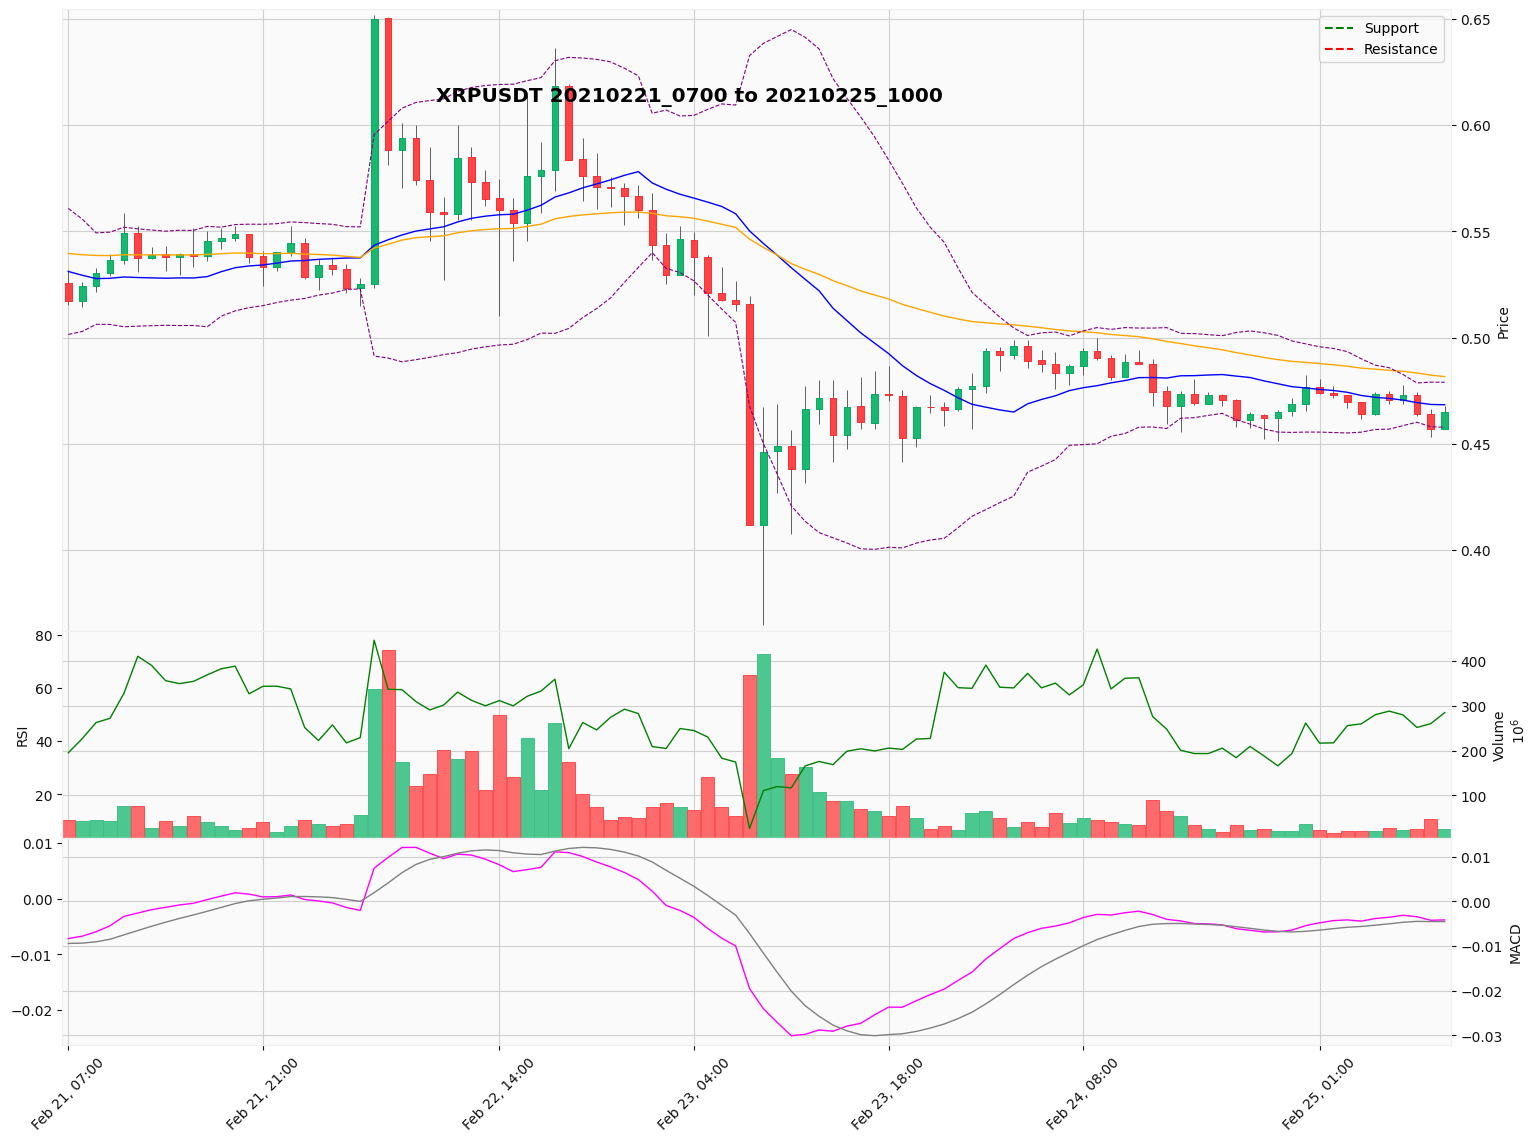 XRPUSDT 20210221_0700 to 20210225_1000
Support
Resistance
0.65
0.60
0.55
0.50
0.45
0.40
Price
80
60
40
20
RSI
400
300
200
100
Volume
10^6
0.01
0.00
−0.01
−0.02
0.01
0.00
−0.01
−0.02
−0.03
MACD
Feb 21, 07:00
Feb 21, 21:00
Feb 22, 14:00
Feb 23, 04:00
Feb 23, 18:00
Feb 24, 08:00
Feb 25, 01:00